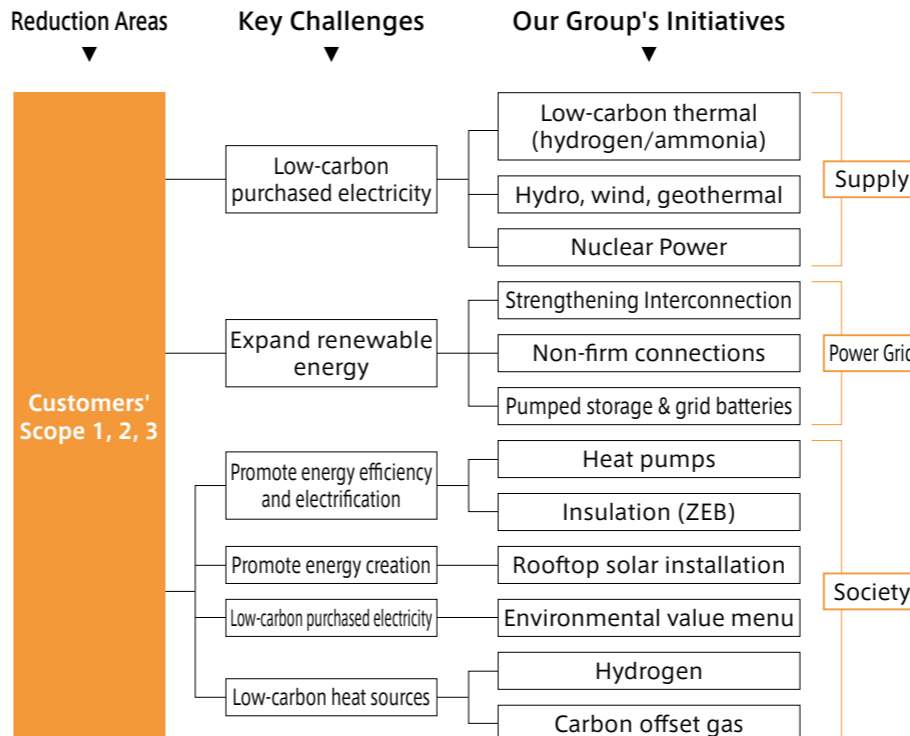 Reduction Areas
Key Challenges
Our Group's Initiatives
▼
▼
▼
Customers'
Scope 1, 2, 3
Low-carbon
purchased electricity
Low-carbon thermal
(hydrogen/ammonia)
Hydro, wind, geothermal
Nuclear Power
Supply
Expand renewable
energy
Strengthening Interconnection
Non-firm connections
Pumped storage & grid batteries
Power Grid
Promote energy efficiency
and electrification
Heat pumps
Insulation (ZEB)
Promote energy creation
Rooftop solar installation
Low-carbon purchased electricity
Environmental value menu
Low-carbon heat sources
Hydrogen
Carbon offset gas
Society